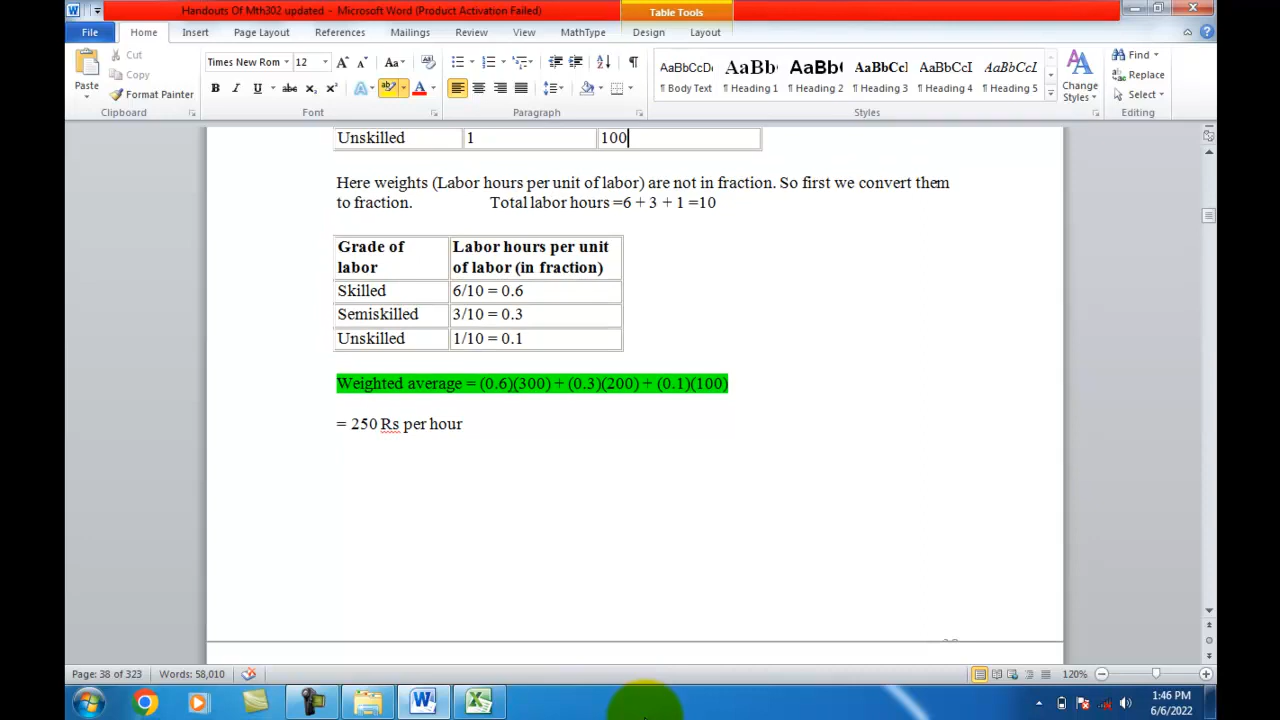 Handouts Of Mth302 updated - Microsoft Word (Product Activation Failed)
Table Tools
File Home Insert Page Layout References Mailings Review View MathType Design Layout
Paste
Cut
Copy
Format Painter
Clipboard
Times New Rom 12
Font
Paragraph
AaBbCcDc AaBb( AaBb( AaBbCcI AaBbCcI AaBbCcI
¶ Body Text ¶ Heading 1 ¶ Heading 2 ¶ Heading 3 ¶ Heading 4 ¶ Heading 5
Styles
Change Styles
Find
Replace
Select
Editing
Unskilled 1 100
Here weights (Labor hours per unit of labor) are not in fraction. So first we convert them
to fraction. Total labor hours =6 + 3 + 1 =10
Grade of Labor hours per unit
labor of labor (in fraction)
Skilled 6/10 = 0.6
Semiskilled 3/10 = 0.3
Unskilled 1/10 = 0.1
Weighted average = (0.6)(300) + (0.3)(200) + (0.1)(100)
= 250 Rs per hour
Page: 38 of 323 Words: 58,010 120%
1:46 PM
6/6/2022